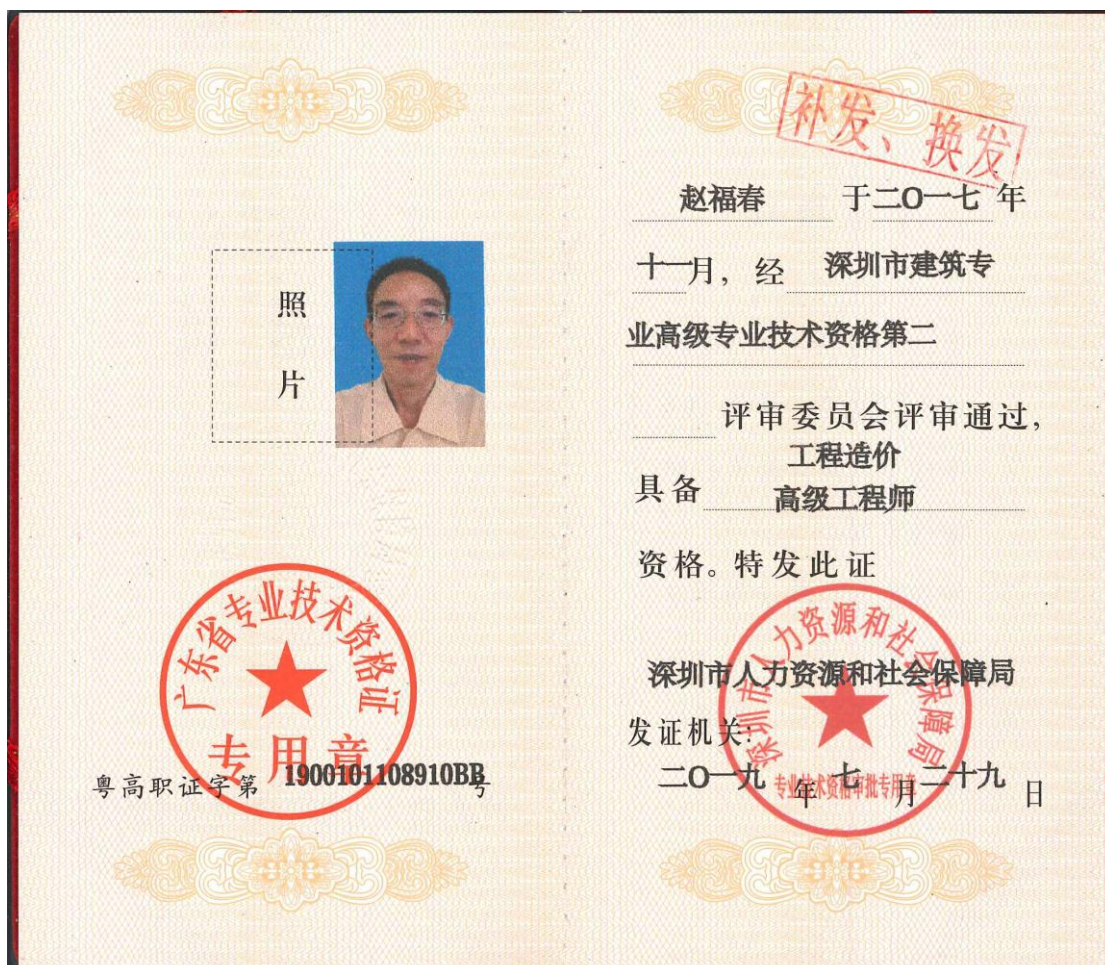 照
片
广东省专业技术资格证
专用章
粤高职证字第 1900101108910BB 号
补发、换发
赵福春 于二O一七 年
十一月，经 深圳市建筑专
业高级专业技术资格第二
评审委员会评审通过，
工程造价
具备 高级工程师
资格。特发此证
深圳市人力资源和社会保障局
深圳市人力资源和社会保障局
发证机关：
二O一九 年 七 月 二十九 日
专业技术资格审批专用章